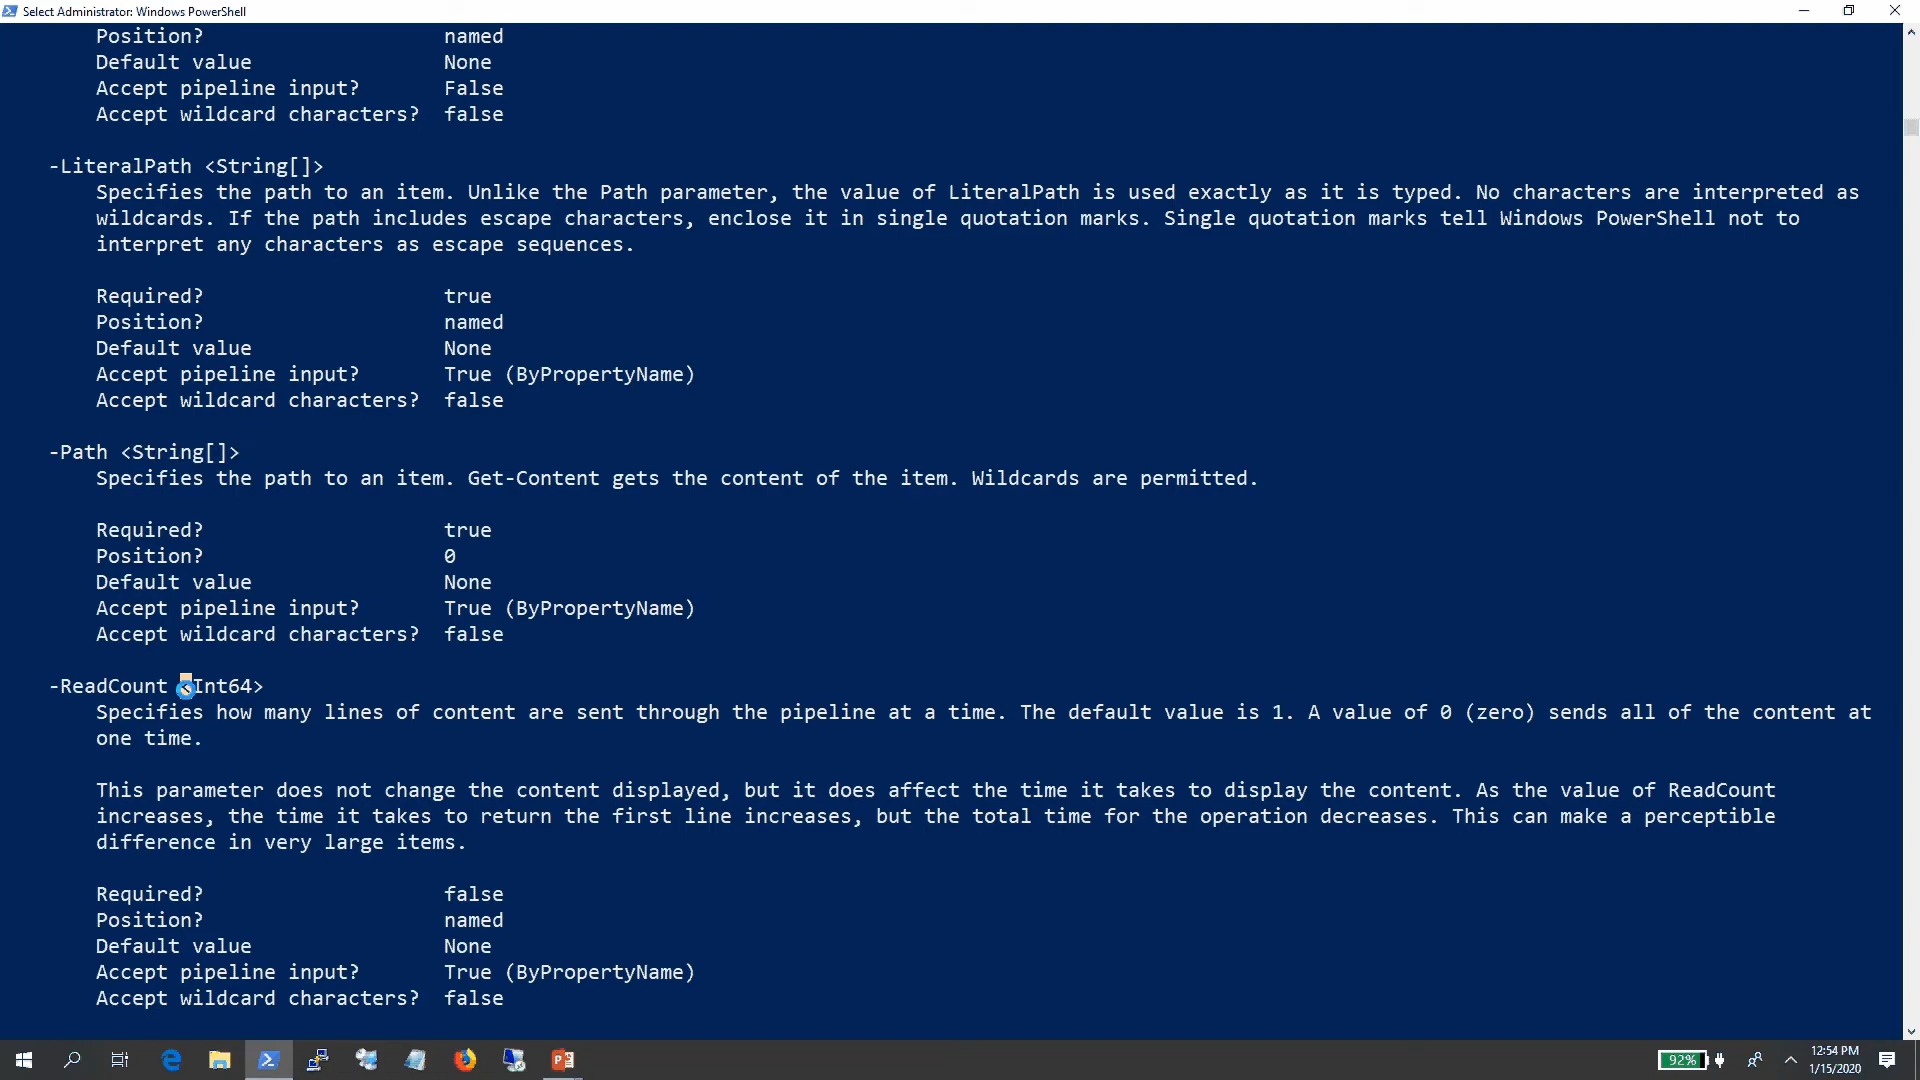 Select Administrator: Windows PowerShell
Position? named
Default value None
Accept pipeline input? False
Accept wildcard characters? false
-LiteralPath <String[]>
Specifies the path to an item. Unlike the Path parameter, the value of LiteralPath is used exactly as it is typed. No characters are interpreted as
wildcards. If the path includes escape characters, enclose it in single quotation marks. Single quotation marks tell Windows PowerShell not to
interpret any characters as escape sequences.
Required? true
Position? named
Default value None
Accept pipeline input? True (ByPropertyName)
Accept wildcard characters? false
-Path <String[]>
Specifies the path to an item. Get-Content gets the content of the item. Wildcards are permitted.
Required? true
Position? 0
Default value None
Accept pipeline input? True (ByPropertyName)
Accept wildcard characters? false
-ReadCount <Int64>
Specifies how many lines of content are sent through the pipeline at a time. The default value is 1. A value of 0 (zero) sends all of the content at
one time.
This parameter does not change the content displayed, but it does affect the time it takes to display the content. As the value of ReadCount
increases, the time it takes to return the first line increases, but the total time for the operation decreases. This can make a perceptible
difference in very large items.
Required? false
Position? named
Default value None
Accept pipeline input? True (ByPropertyName)
Accept wildcard characters? false
92%
12:54 PM
1/15/2020